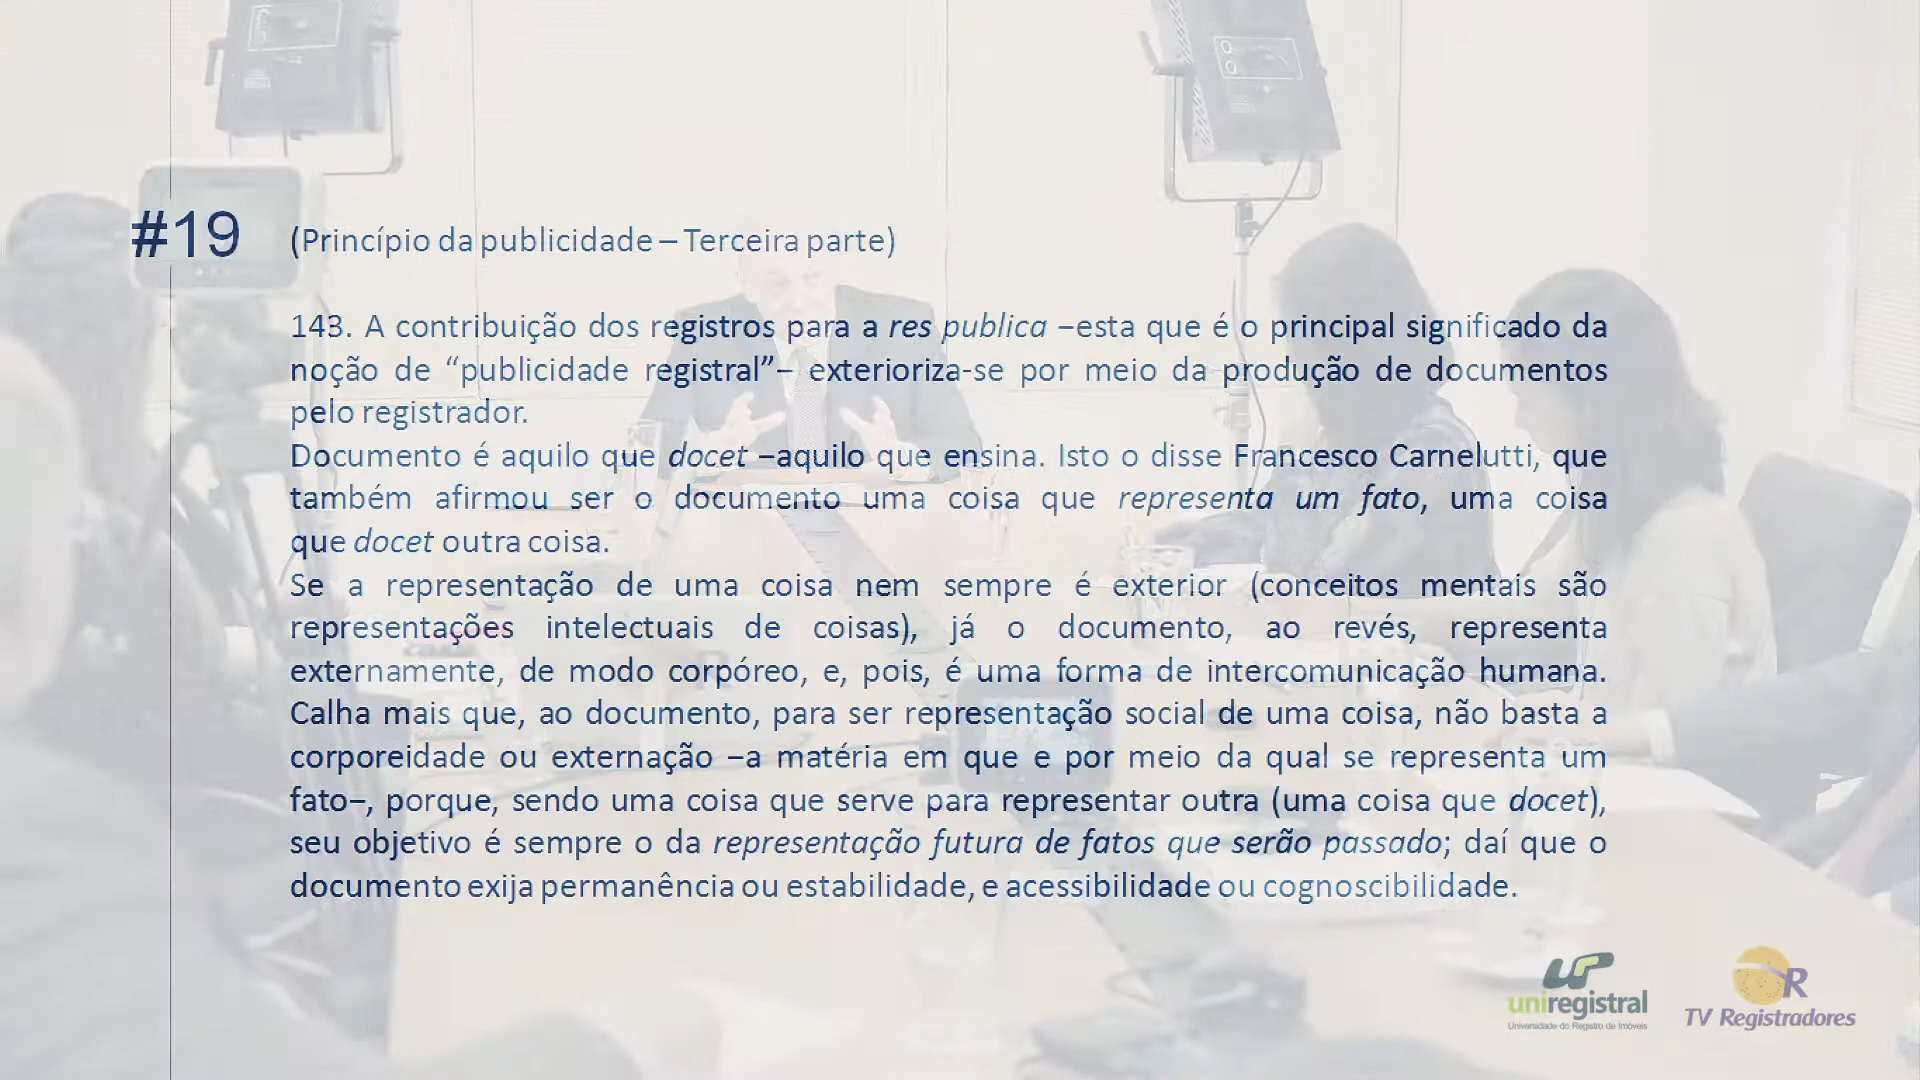 #19 (Princípio da publicidade – Terceira parte)
143. A contribuição dos registros para a res publica –esta que é o principal significado da
noção de “publicidade registral”– exterioriza-se por meio da produção de documentos
pelo registrador.
Documento é aquilo que docet –aquilo que ensina. Isto o disse Francesco Carnelutti, que
também afirmou ser o documento uma coisa que representa um fato, uma coisa
que docet outra coisa.
Se a representação de uma coisa nem sempre é exterior (conceitos mentais são
representações intelectuais de coisas), já o documento, ao revés, representa
externamente, de modo corpóreo, e, pois, é uma forma de intercomunicação humana.
Calha mais que, ao documento, para ser representação social de uma coisa, não basta a
corporeidade ou externação –a matéria em que e por meio da qual se representa um
fato–, porque, sendo uma coisa que serve para representar outra (uma coisa que docet),
seu objetivo é sempre o da representação futura de fatos que serão passado; daí que o
documento exija permanência ou estabilidade, e acessibilidade ou cognoscibilidade.
uniregistral
Universidade do Registro de Imóveis
R
TV Registradores